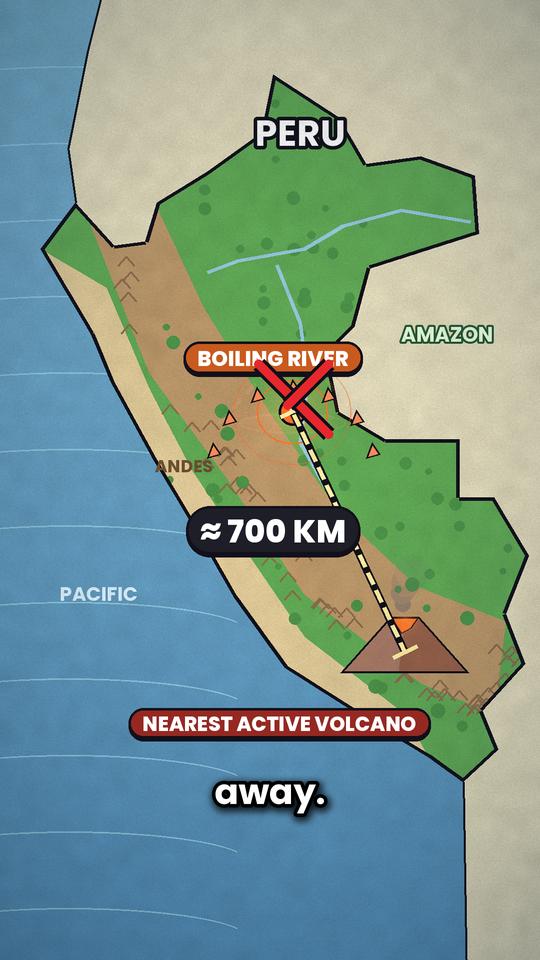 PERU
AMAZON
BOILING RIVER
ANDES
≈ 700 KM
PACIFIC
NEAREST ACTIVE VOLCANO
away.